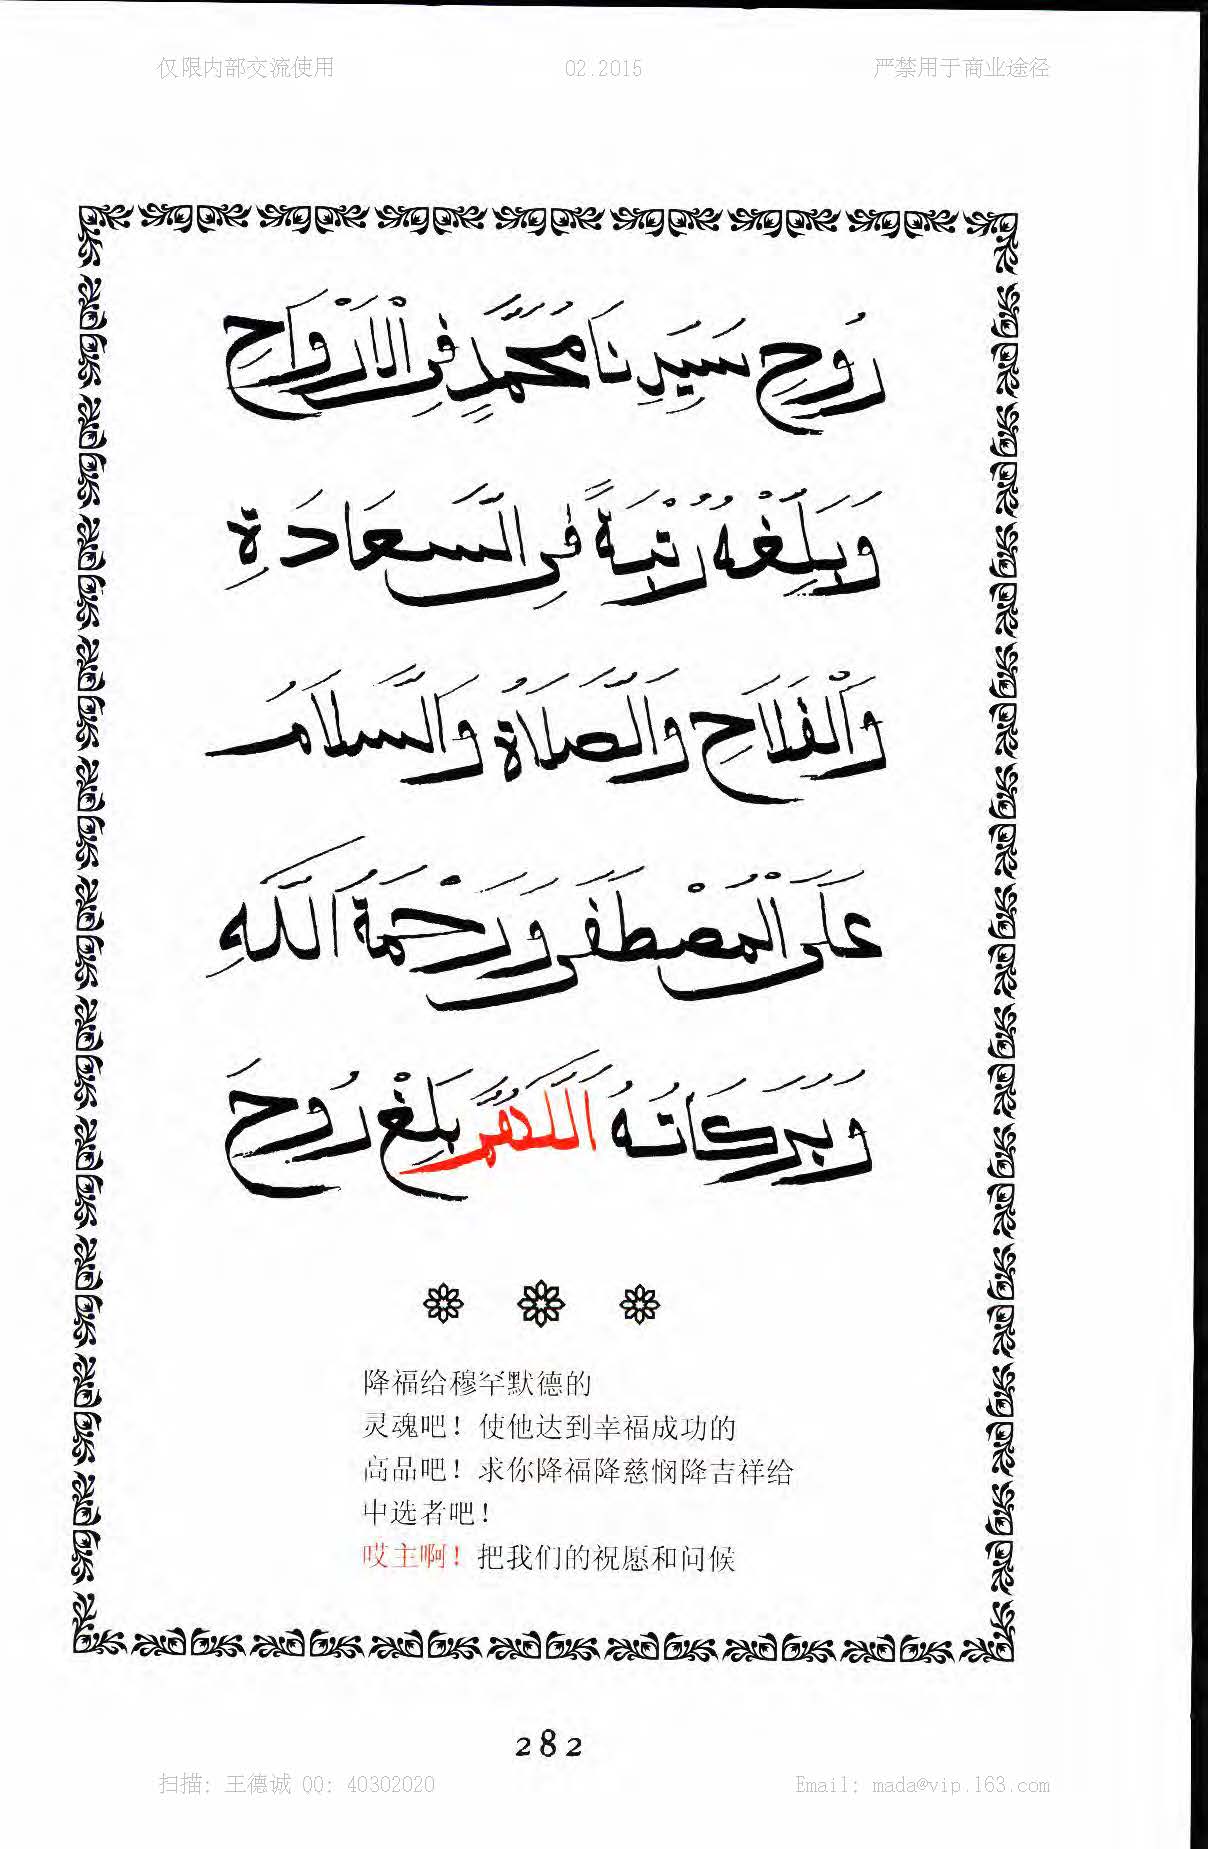 仅限内部交流使用 02.2015 严禁用于商业途径
رُوحِ سَيِّدِنَا مُحَمَّدٍ فِي الْاَرْوَاحِ
وَبَلِّغْهُ رُتْبَةً فِي السَّعَادَةِ
وَالْفَلَاحِ وَالصَّلَاةُ وَالسَّلَامُ
عَلَى الْمُصْطَفَى وَرَحْمَةُ اللَّهِ
وَبَرَكَاتُهُ اَللَّهُمَّ بَلِّغْ رُوحَ
降福给穆罕默德的
灵魂吧！使他达到幸福成功的
高品吧！求你降福降慈悯降吉祥给
中选者吧！
哎主啊！把我们的祝愿和问候
282
扫描: 王德诚 QQ: 40302020 Email: mada@vip.163.com